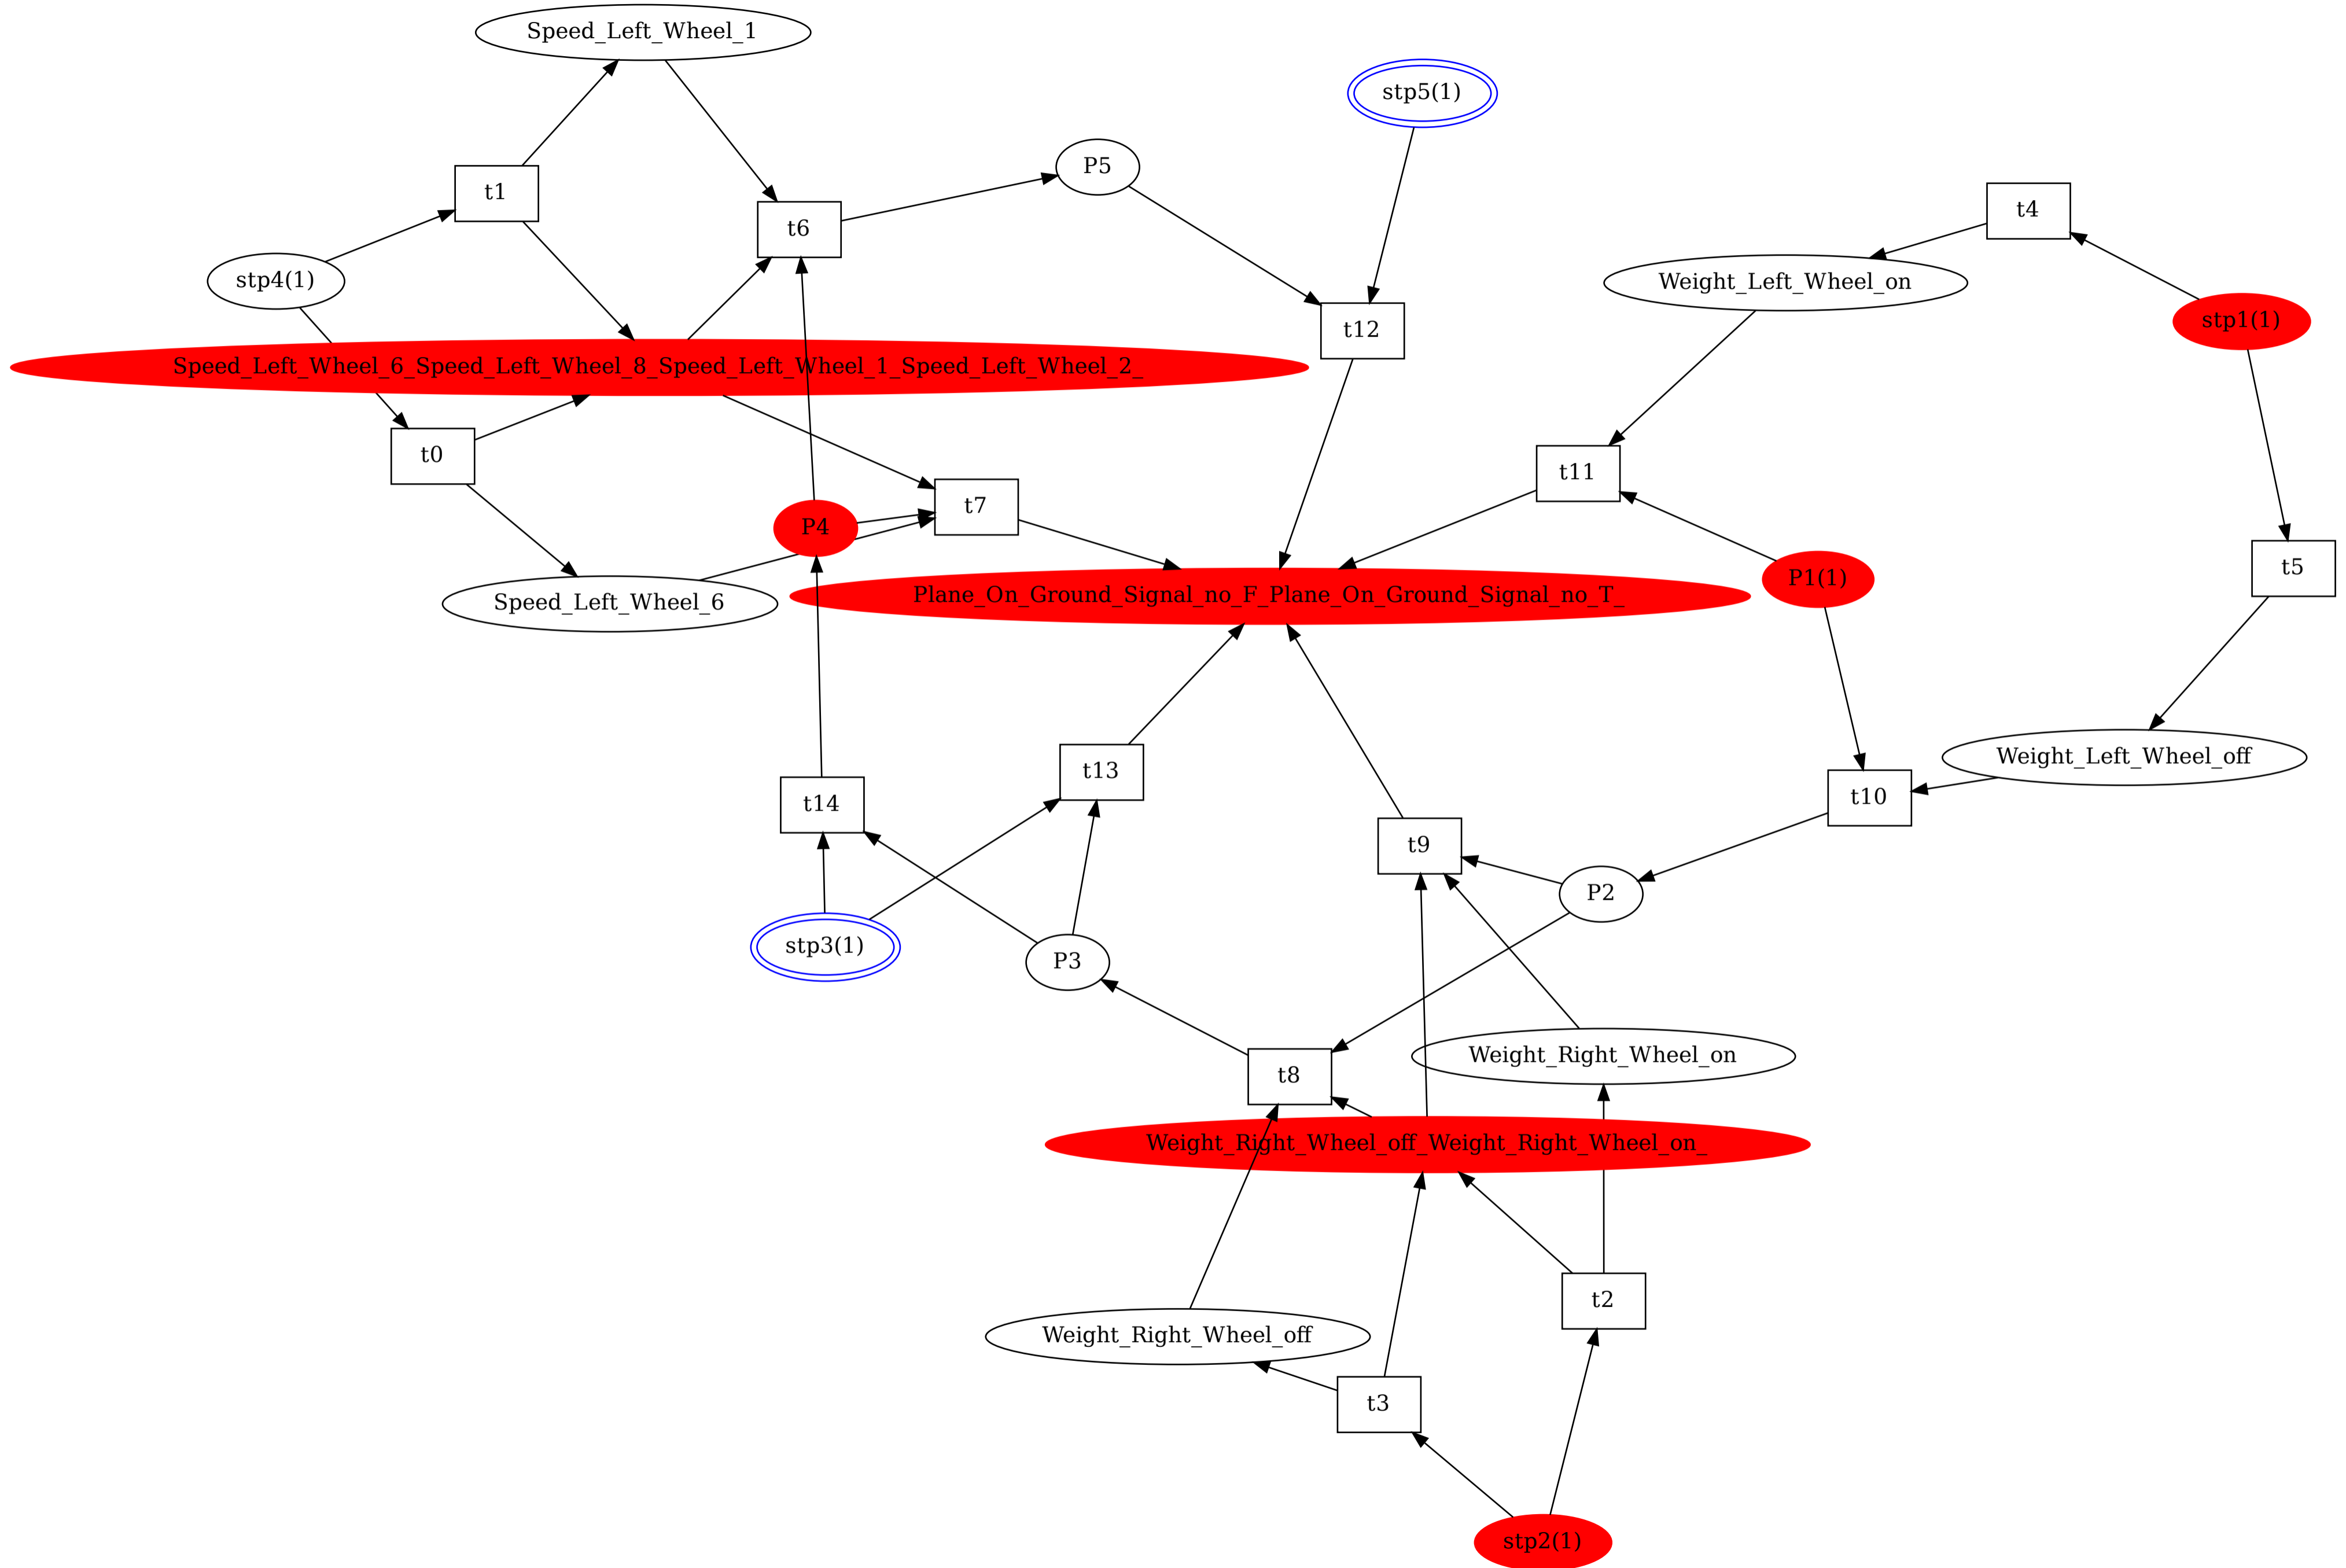 Speed_Left_Wheel_1
stp5(1)
P5
t1
t4
t6
Weight_Left_Wheel_on
stp4(1)
stp1(1)
t12
Speed_Left_Wheel_6_Speed_Left_Wheel_8_Speed_Left_Wheel_1_Speed_Left_Wheel_2_
t0
t11
t7
P4
t5
P1(1)
Plane_On_Ground_Signal_no_F_Plane_On_Ground_Signal_no_T_
Speed_Left_Wheel_6
Weight_Left_Wheel_off
t13
t10
t14
t9
P2
stp3(1)
P3
Weight_Right_Wheel_on
t8
Weight_Right_Wheel_off_Weight_Right_Wheel_on_
t2
Weight_Right_Wheel_off
t3
stp2(1)